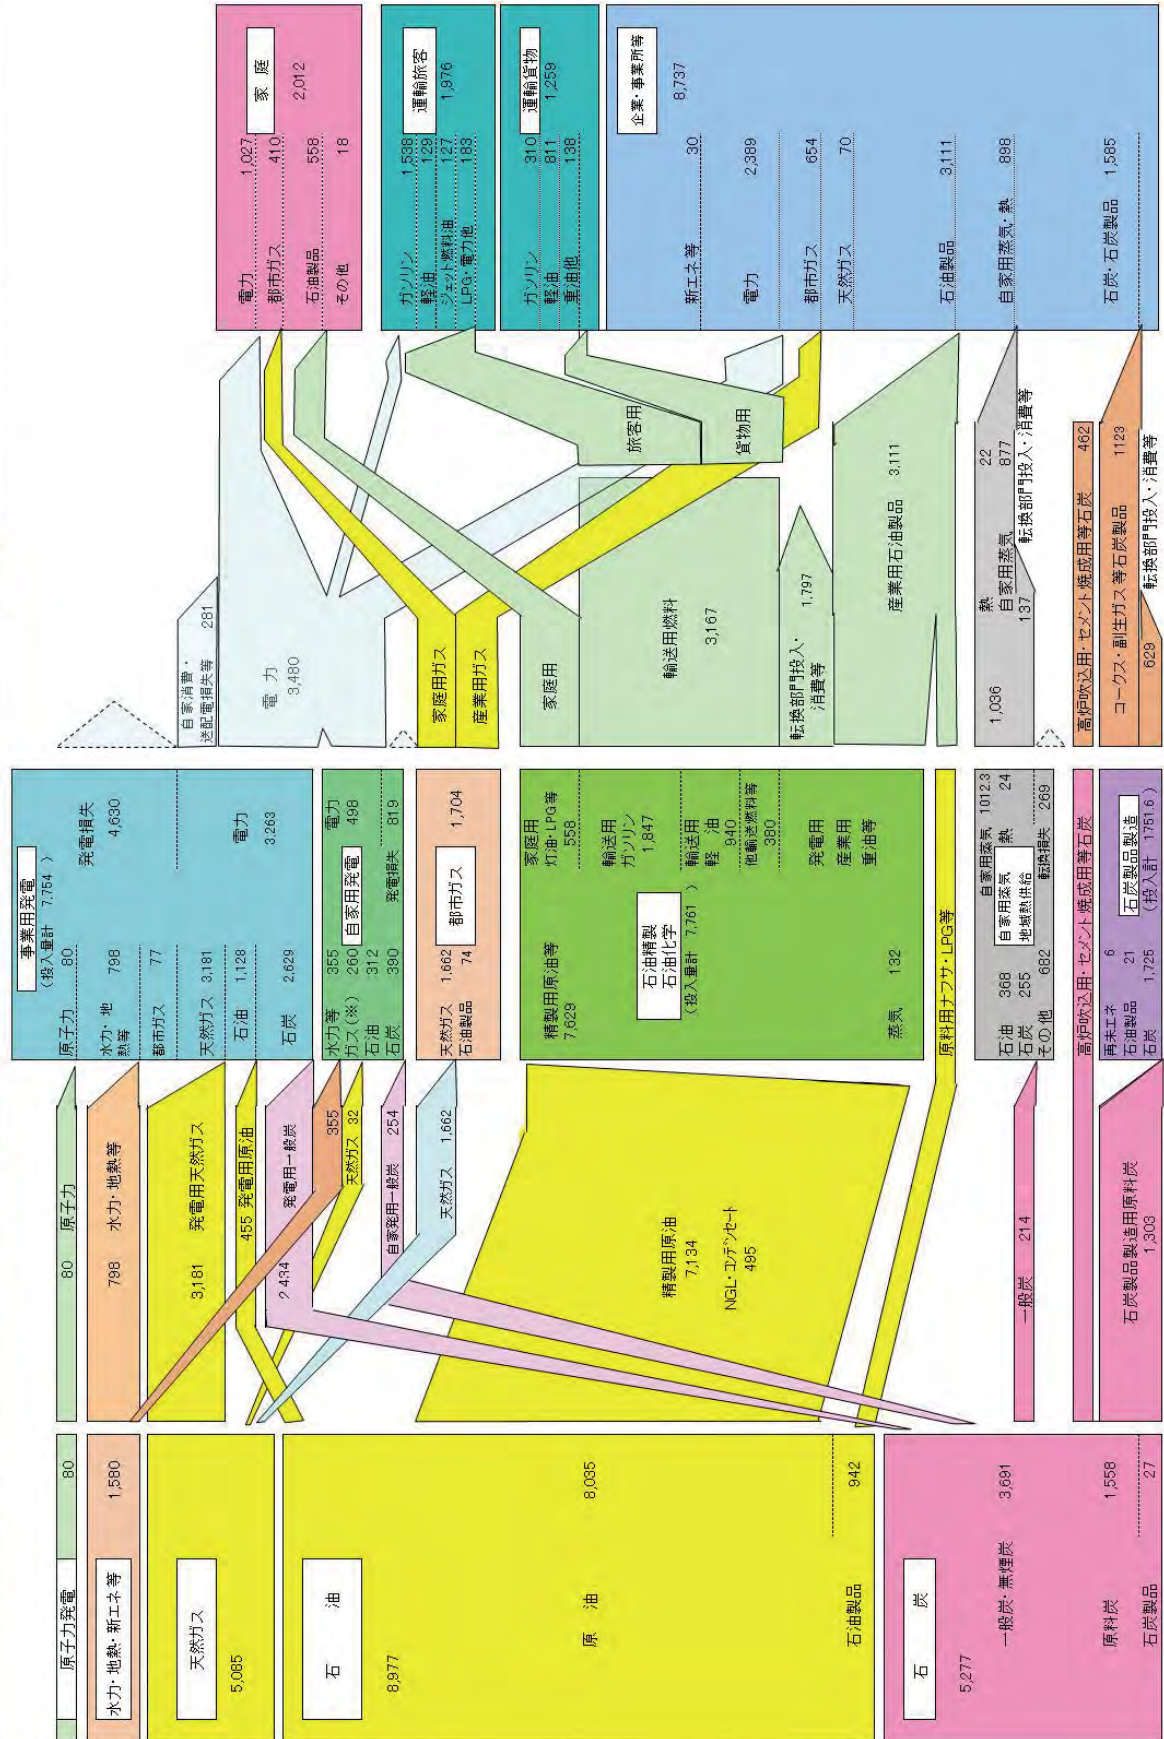 原子力発電
80
水力・地熱・新エネ等
1,580
天然ガス
5,085
石 油
8,977
原 油
8,035
石油製品
942
石 炭
5,277
一般炭・無煙炭
3,691
原料炭
1,558
石炭製品
27
80 原子力
798 水力・地熱等
3,181 発電用天然ガス
455 発電用原油
2,434 発電用一般炭
355
天然ガス 32
自家発用一般炭 254
天然ガス 1,662
精製用原油
7,134
NGL・コンデンセート
495
一般炭 214
石炭製品製造用原料炭
1,303
事業用発電
(投入量計 7,754 )
原子力 80
水力・地
熱等 798
都市ガス 77
天然ガス 3,181
石油 1,128
石炭 2,629
発電損失
4,630
電力
3,263
自家用発電
水力等 355
ガス(※) 260
石油 312
石炭 390
電力
498
発電損失 819
都市ガス
1,704
天然ガス 1,662
石油製品 74
石油精製
石油化学
(投入量計 7,761 )
精製用原油等
7,629
蒸気 132
家庭用
灯油・LPG等
558
輸送用
ガソリン
1,847
輸送用
軽 油
940
他輸送燃料等
380
発電用
産業用
重油等
原料用ナフサ・LPG等
自家用蒸気
地域熱供給
石油 368
石炭 255
その他 682
自家用蒸気 1012.3
熱 24
転換損失 269
高炉吹込用・セメント焼成用等石炭
石炭製品製造
(投入計 1751.6 )
再未エネ 6
石油製品 21
石炭 1,725
自家消費・
送配電損失等 281
電 力
3,480
家庭用ガス
産業用ガス
家庭用
輸送用燃料
3,167
旅客用
貨物用
転換部門投入・
消費等
1,797
産業用石油製品 3,111
1,036
熱 22
自家用蒸気 877
137
転換部門投入・消費等
高炉吹込用・セメント焼成用等石炭 462
コークス・副生ガス等石炭製品 1123
629
転換部門投入・消費等
家 庭
2,012
電力 1,027
都市ガス 410
石油製品 558
その他 18
運輸旅客
1,976
ガソリン 1,538
軽油 129
ジェット燃料油 127
LPG・電力他 183
運輸貨物
1,259
ガソリン 310
軽油 811
重油他 138
企業・事業所等
8,737
新エネ等 30
電力 2,389
都市ガス 654
天然ガス 70
石油製品 3,111
自家用蒸気・熱 898
石炭・石炭製品 1,585